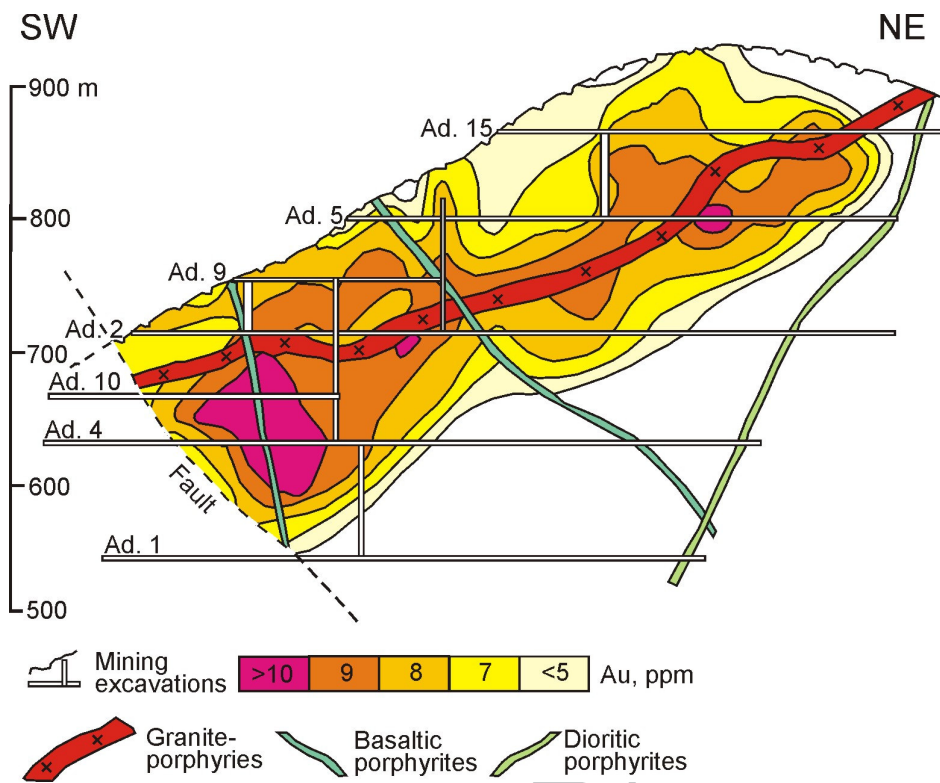 SW
NE
900 m
Ad. 15
800
Ad. 5
Ad. 9
Ad. 2
700
Ad. 10
Ad. 4
600
Fault
Ad. 1
500
Mining
excavations
>10
9
8
7
<5
Au, ppm
Granite-
porphyries
Basaltic
porphyrites
Dioritic
porphyrites